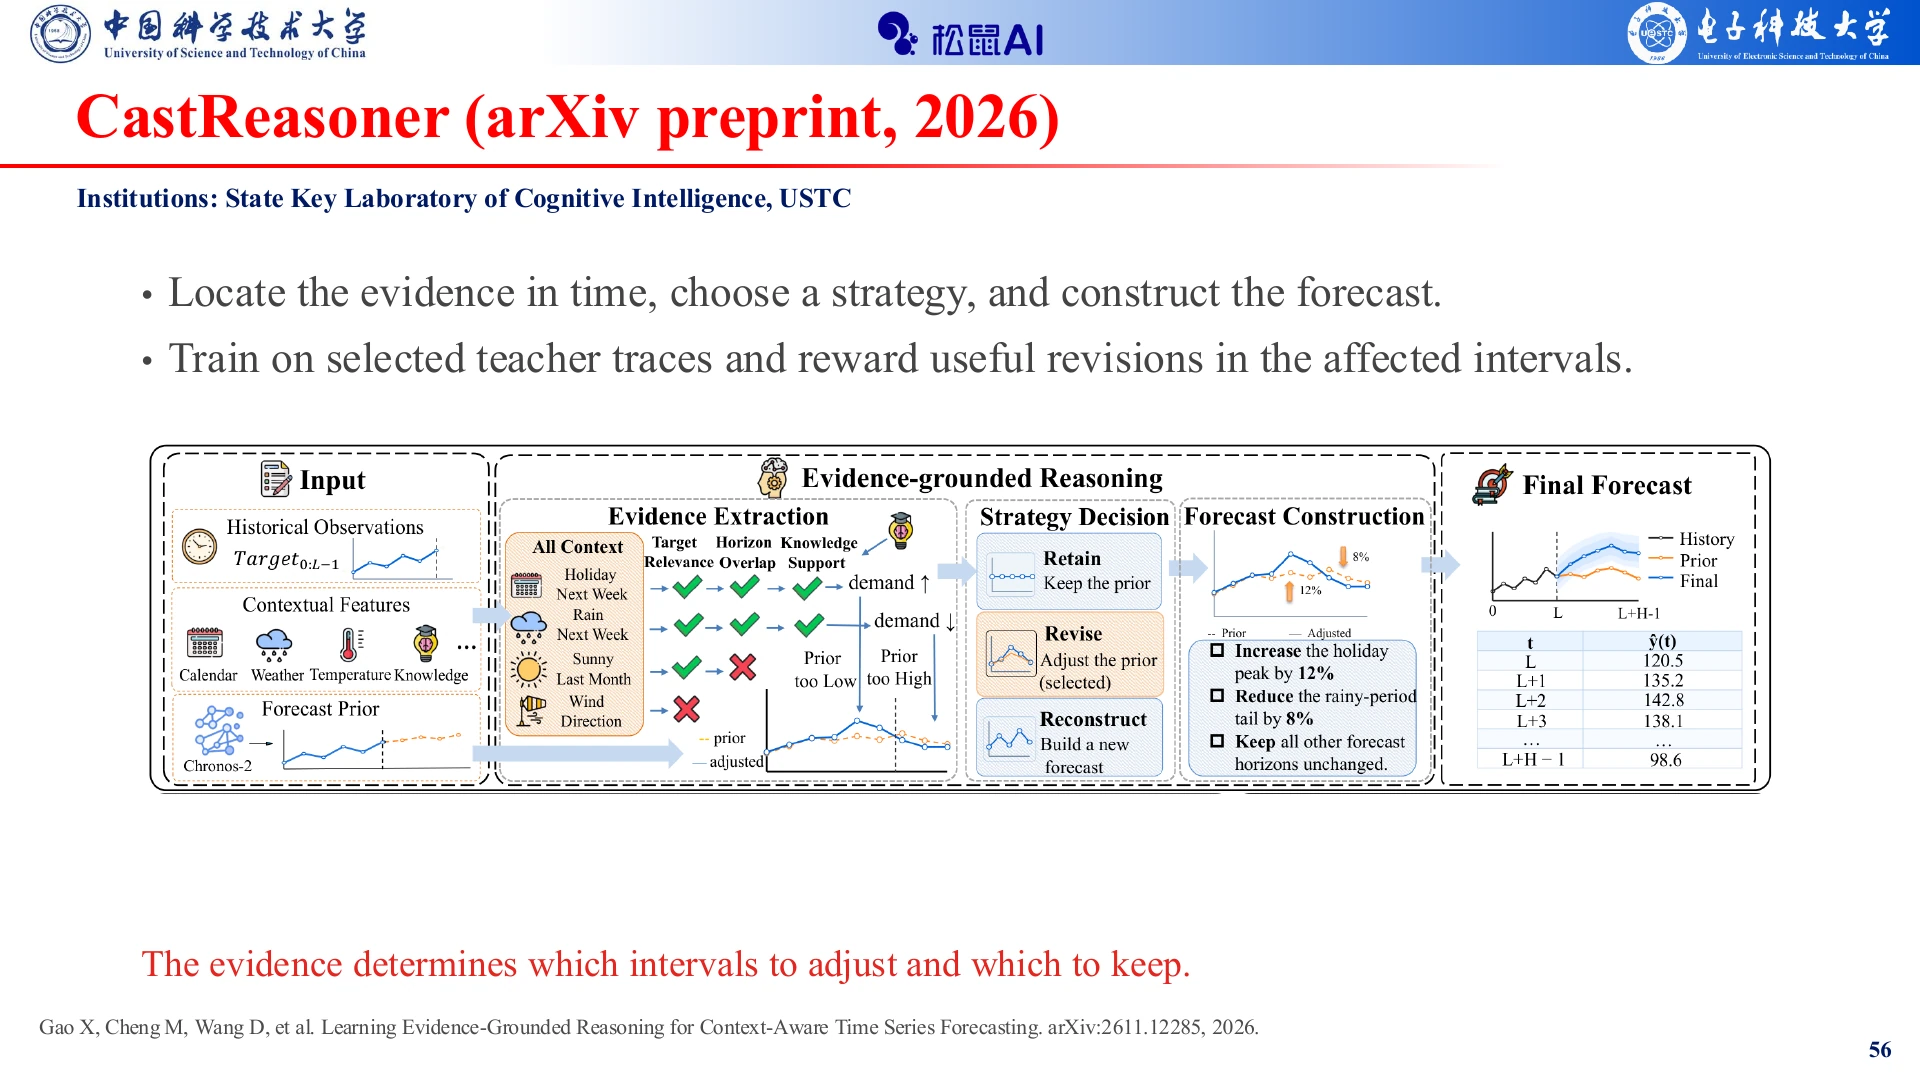 中国科学技术大学
University of Science and Technology of China
松鼠AI
电子科技大学
University of Electronic Science and Technology of China
CastReasoner (arXiv preprint, 2026)
Institutions: State Key Laboratory of Cognitive Intelligence, USTC
• Locate the evidence in time, choose a strategy, and construct the forecast.
• Train on selected teacher traces and reward useful revisions in the affected intervals.
Input
Historical Observations
Target0:L−1
Contextual Features
Calendar Weather Temperature Knowledge ...
Forecast Prior
Chronos-2
Evidence-grounded Reasoning
Evidence Extraction
All Context
Target Relevance
Horizon Overlap
Knowledge Support
Holiday
Next Week
Rain
Next Week
Sunny
Last Month
Wind
Direction
demand ↑
demand ↓
Prior
too Low
Prior
too High
-- prior
— adjusted
Strategy Decision
Retain
Keep the prior
Revise
Adjust the prior
(selected)
Reconstruct
Build a new
forecast
Forecast Construction
8%
12%
-- Prior — Adjusted
Increase the holiday
peak by 12%
Reduce the rainy-period
tail by 8%
Keep all other forecast
horizons unchanged.
Final Forecast
History
Prior
Final
0 L L+H-1
t ŷ(t)
L 120.5
L+1 135.2
L+2 142.8
L+3 138.1
… …
L+H − 1 98.6
The evidence determines which intervals to adjust and which to keep.
Gao X, Cheng M, Wang D, et al. Learning Evidence-Grounded Reasoning for Context-Aware Time Series Forecasting. arXiv:2611.12285, 2026.
56